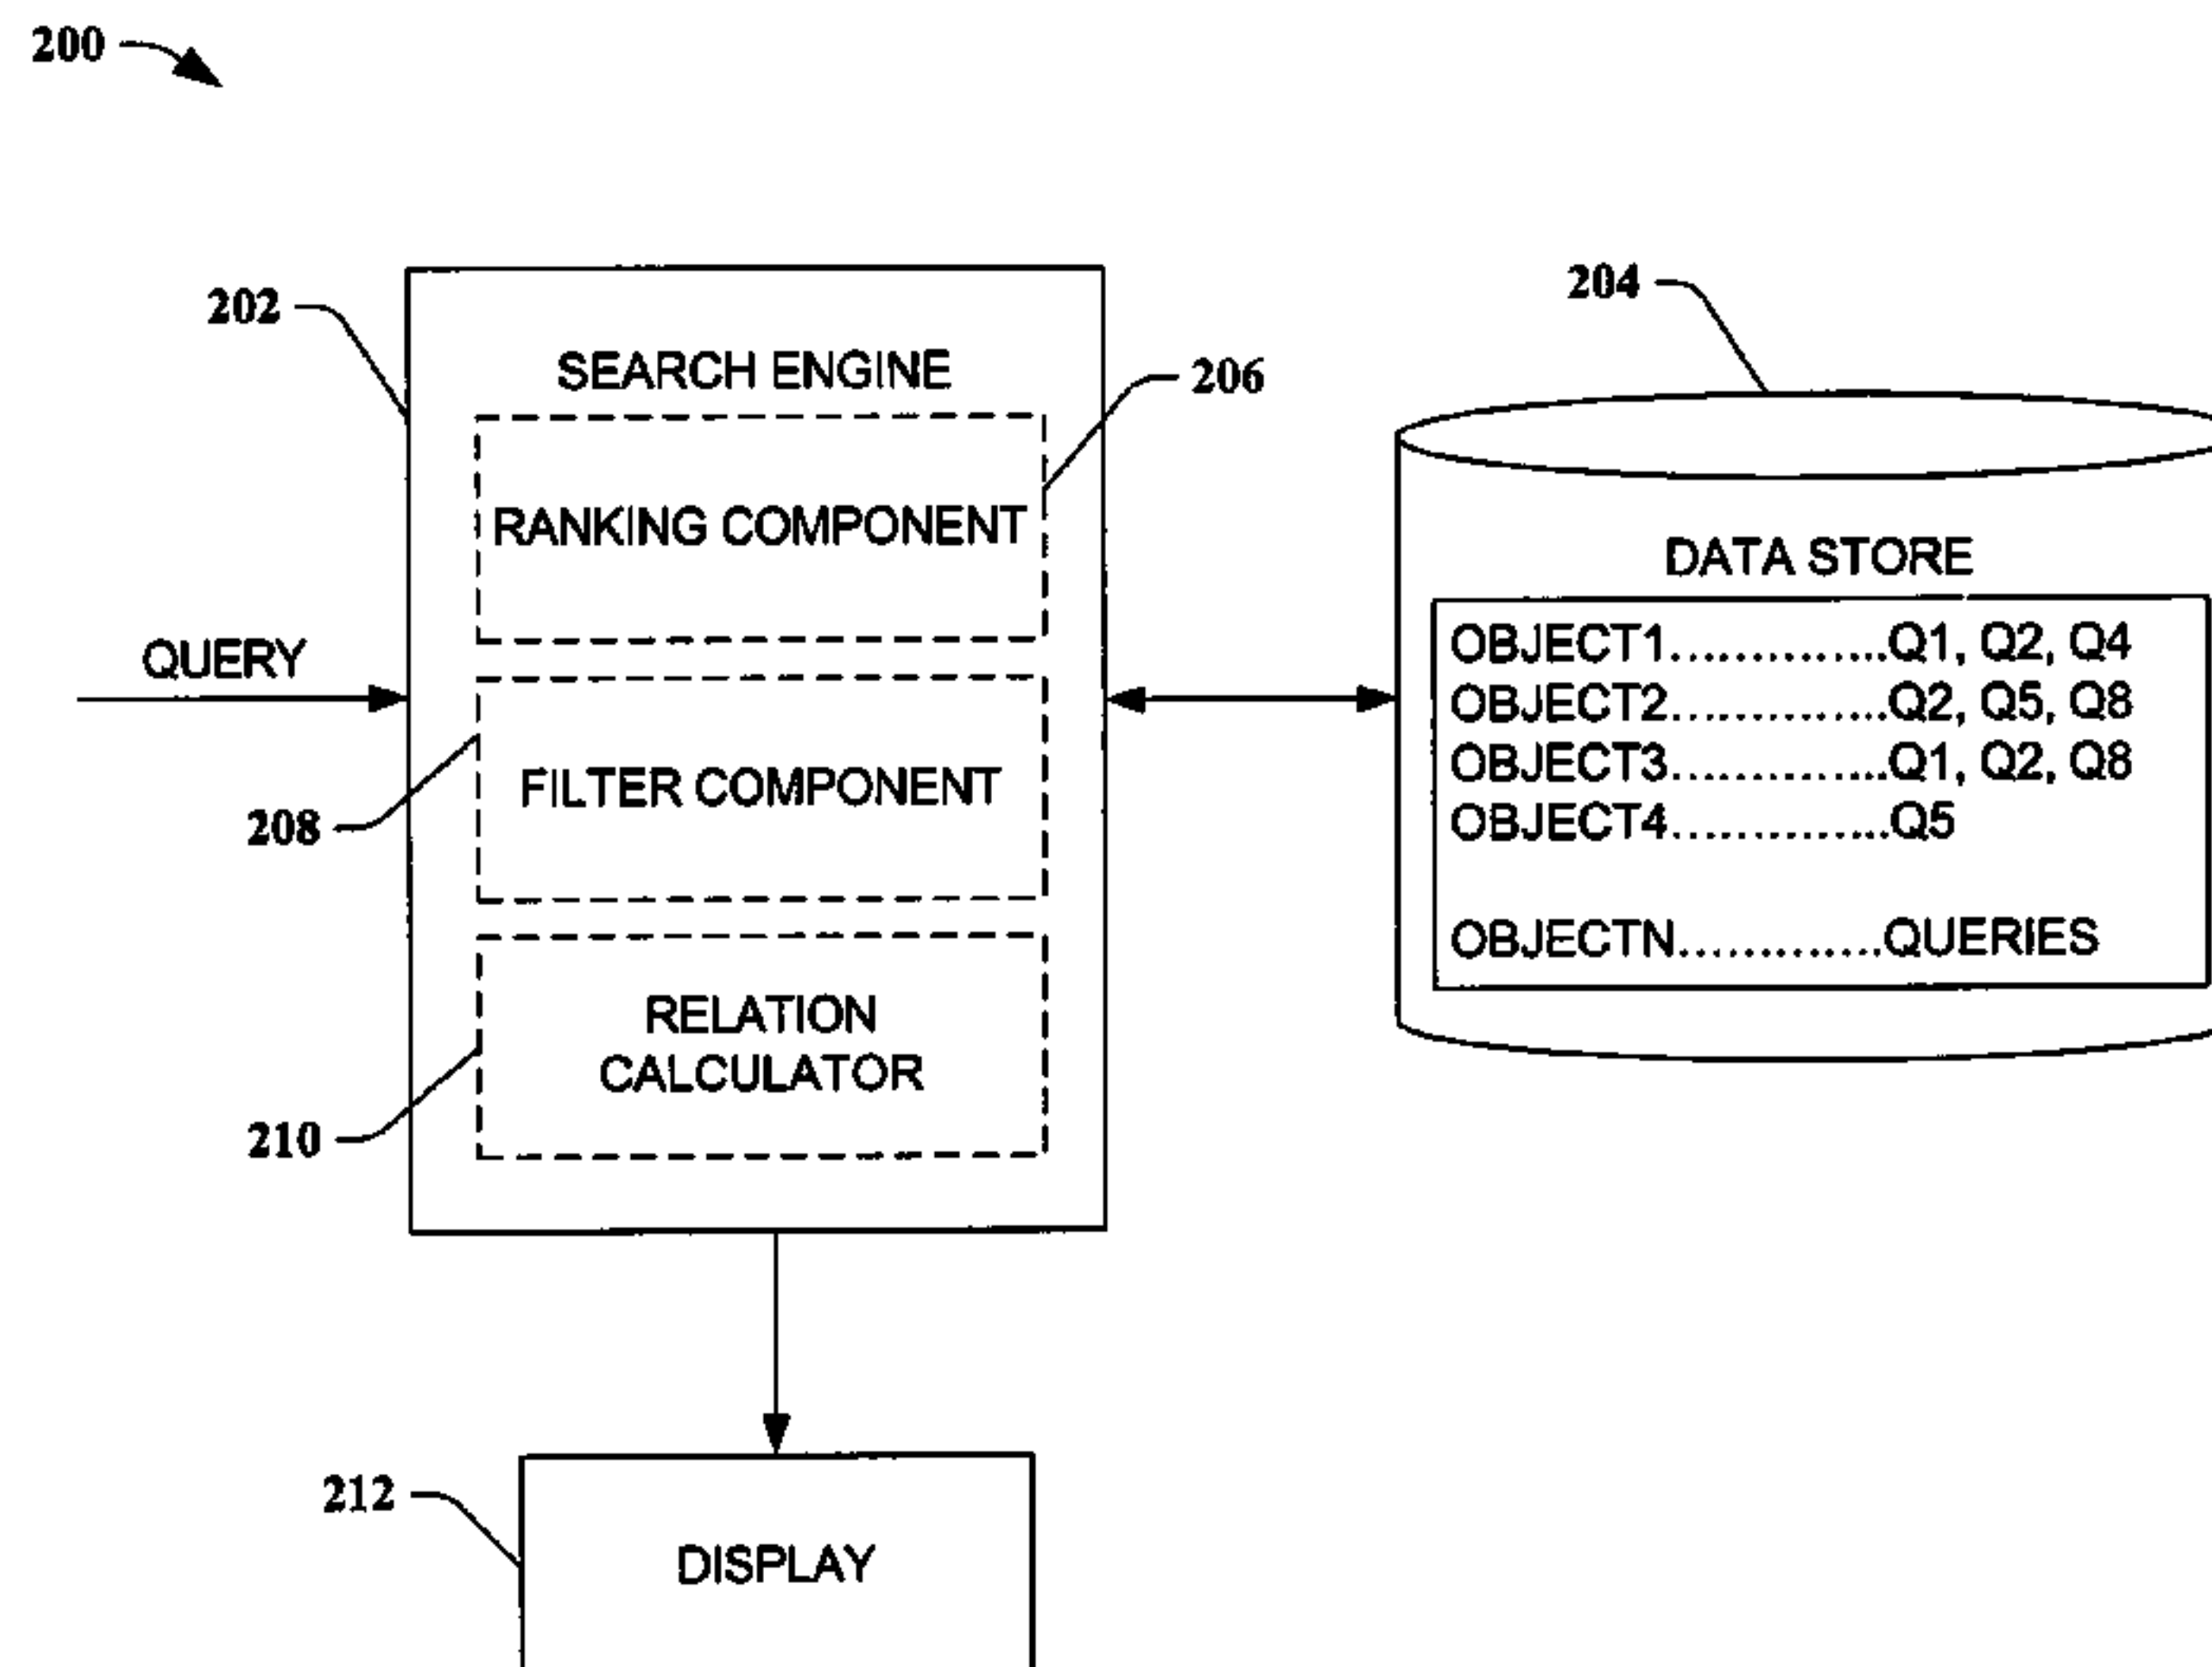 200
202
SEARCH ENGINE
206
RANKING COMPONENT
QUERY
FILTER COMPONENT
208
RELATION
CALCULATOR
210
204
DATA STORE
OBJECT1..............Q1, Q2, Q4
OBJECT2..............Q2, Q5, Q8
OBJECT3..............Q1, Q2, Q8
OBJECT4..............Q5
OBJECTN.............QUERIES
212
DISPLAY